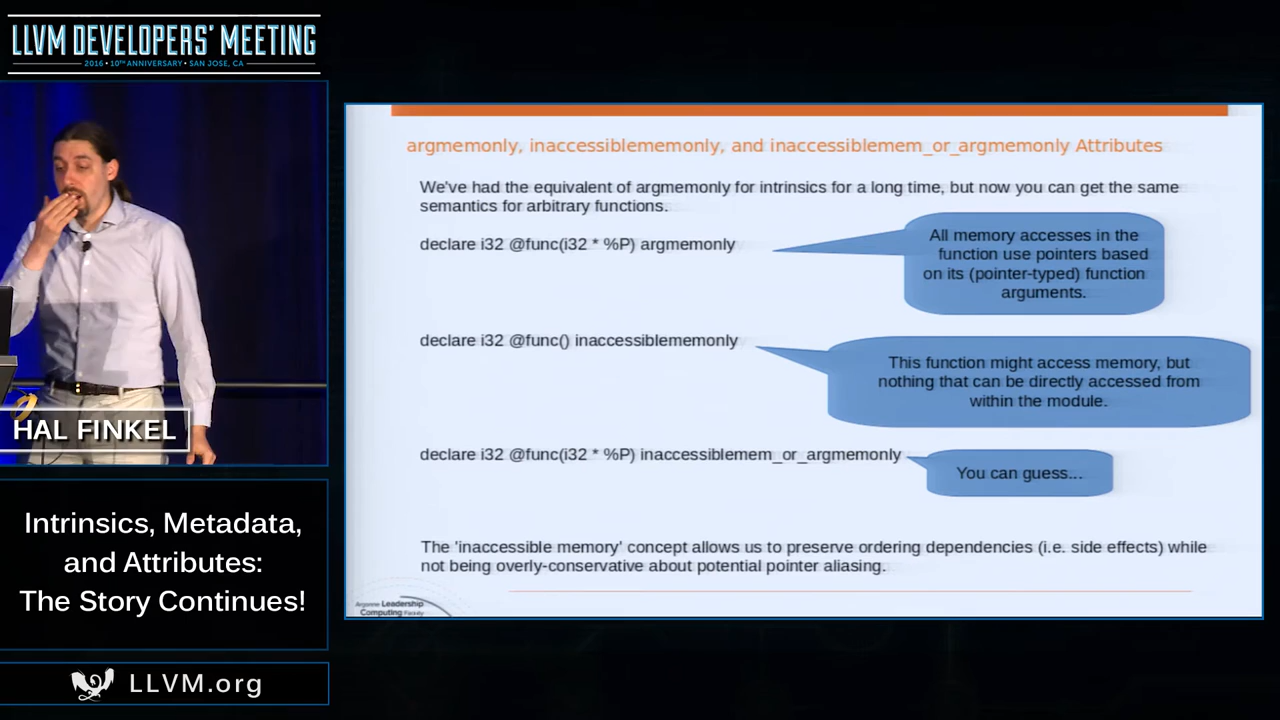 LLVM DEVELOPERS' MEETING
2016 • 10TH ANNIVERSARY • SAN JOSE, CA
HAL FINKEL
Intrinsics, Metadata,
and Attributes:
The Story Continues!
LLVM.org
argmemonly, inaccessiblememonly, and inaccessiblemem_or_argmemonly Attributes
We've had the equivalent of argmemonly for intrinsics for a long time, but now you can get the same
semantics for arbitrary functions.
declare i32 @func(i32 * %P) argmemonly
All memory accesses in the
function use pointers based
on its (pointer-typed) function
arguments.
declare i32 @func() inaccessiblememonly
This function might access memory, but
nothing that can be directly accessed from
within the module.
declare i32 @func(i32 * %P) inaccessiblemem_or_argmemonly
You can guess...
The 'inaccessible memory' concept allows us to preserve ordering dependencies (i.e. side effects) while
not being overly-conservative about potential pointer aliasing.
Argonne Leadership
Computing Facility